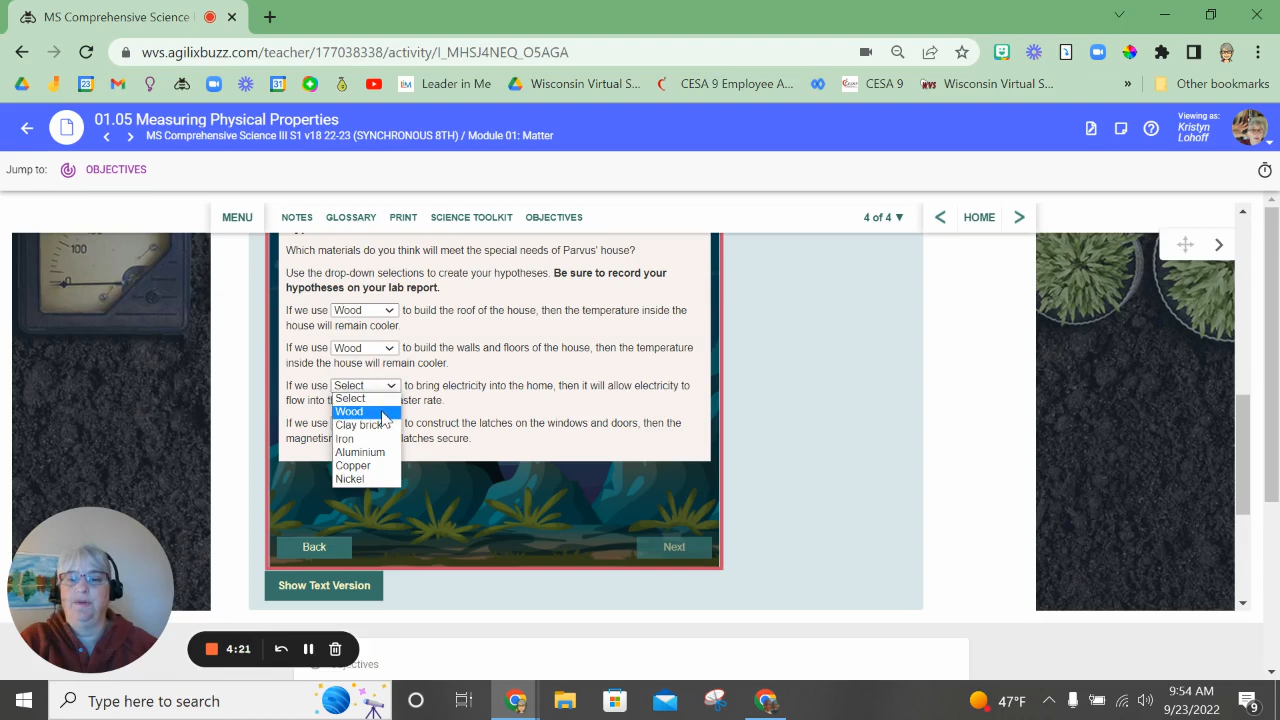 MS Comprehensive Science I
wvs.agilixbuzz.com/teacher/177038338/activity/I_MHSJ4NEQ_O5AGA
Leader in Me
Wisconsin Virtual S...
CESA 9 Employee A...
CESA 9
Wisconsin Virtual S...
»
Other bookmarks
01.05 Measuring Physical Properties
MS Comprehensive Science III S1 v18 22-23 (SYNCHRONOUS 8TH) / Module 01: Matter
Viewing as:
Kristyn
Lohoff
Jump to:
OBJECTIVES
MENU
NOTES
GLOSSARY
PRINT
SCIENCE TOOLKIT
OBJECTIVES
4 of 4
HOME
100
100
Which materials do you think will meet the special needs of Parvus' house?
Use the drop-down selections to create your hypotheses. Be sure to record your
hypotheses on your lab report.
If we use Wood to build the roof of the house, then the temperature inside the
house will remain cooler.
If we use Wood to build the walls and floors of the house, then the temperature
inside the house will remain cooler.
If we use Select to bring electricity into the home, then it will allow electricity to
flow into rate.
If we use to construct the latches on the windows and doors, then the
latches secure.
Select
Wood
Clay brick
Iron
Aluminium
Copper
Nickel
Back
Next
Show Text Version
4:21
Type here to search
47°F
9:54 AM
9/23/2022
9